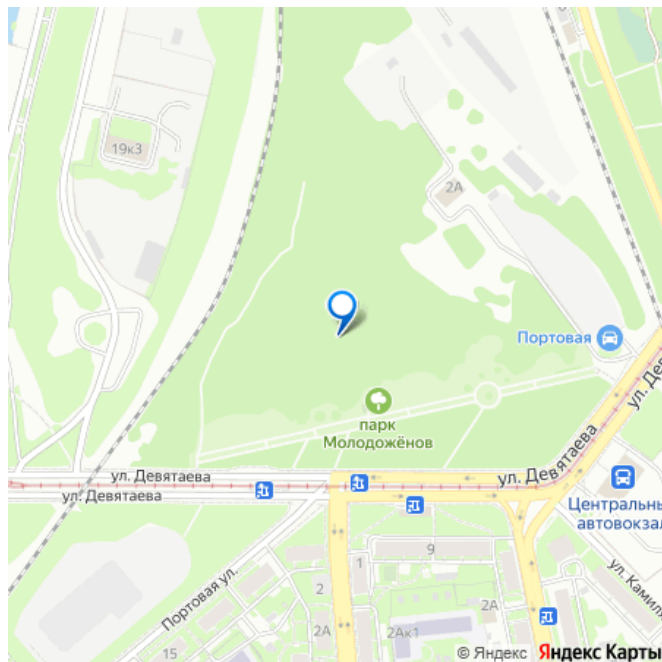 19к3
2А
Портовая
парк
Молодожёнов
ул. Девятаева
ул. Девятаева
ул. Девятаева
ул. Дев
Центральны
автовокза
Портовая ул.
9
1
2
2А
2А
2Ак1
15
ул. Камил
© Яндекс Яндекс Карты